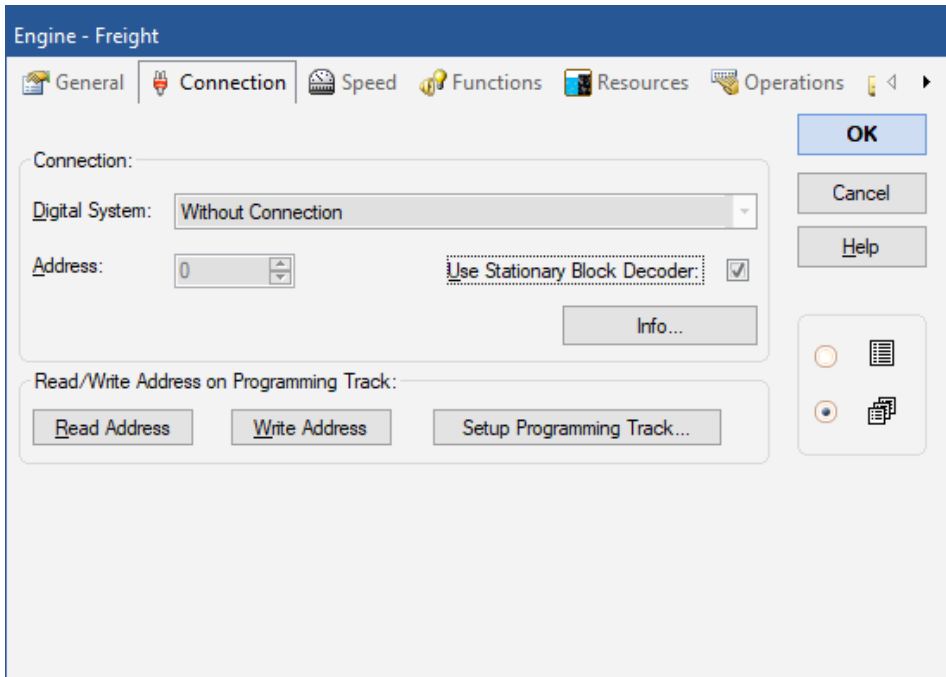 Engine - Freight
General Connection Speed Functions Resources Operations
OK
Connection:
Cancel
Digital System: Without Connection
Help
Address: 0 Use Stationary Block Decoder:
Info...
Read/Write Address on Programming Track:
Read Address Write Address Setup Programming Track...